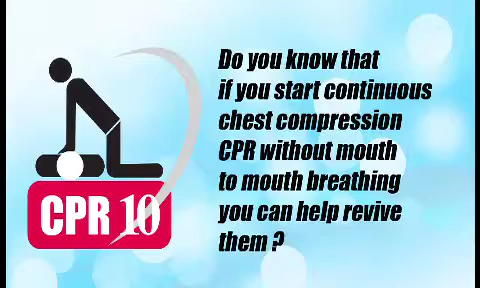 Do you know that
if you start continuous
chest compression
CPR without mouth
to mouth breathing
you can help revive
them ?
CPR 10